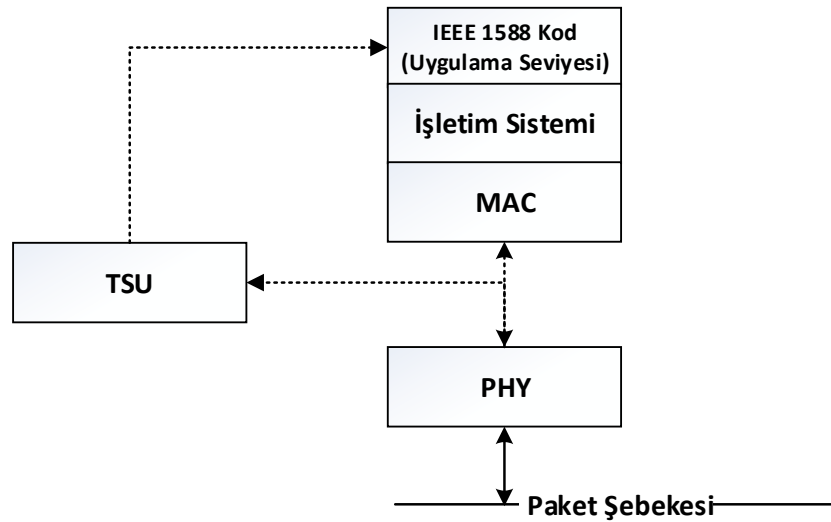 IEEE 1588 Kod
(Uygulama Seviyesi)
İşletim Sistemi
MAC
TSU
PHY
Paket Şebekesi